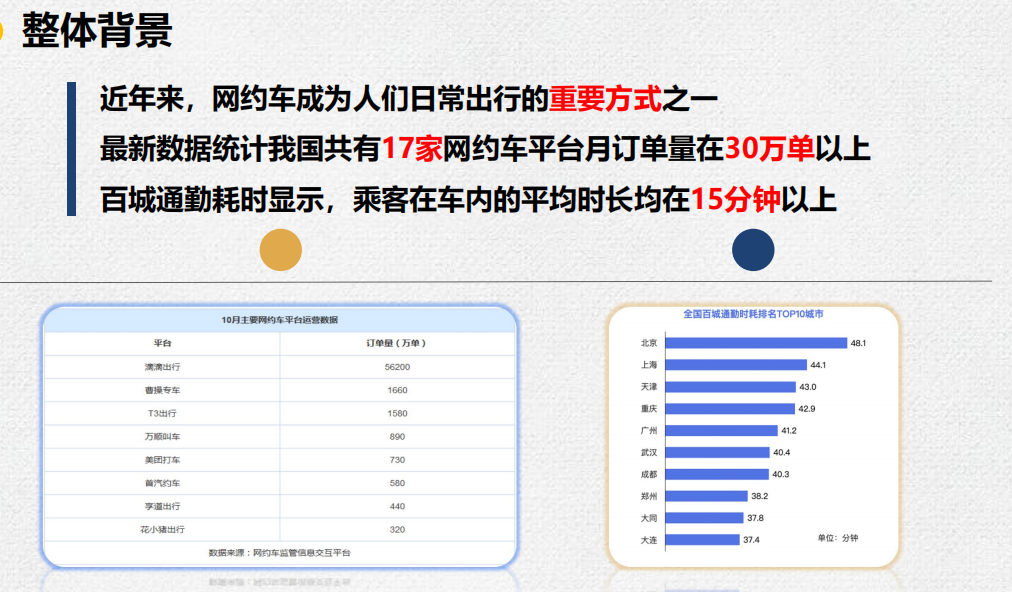 整体背景
近年来，网约车成为人们日常出行的重要方式之一
最新数据统计我国共有17家网约车平台月订单量在30万单以上
百城通勤耗时显示，乘客在车内的平均时长均在15分钟以上
10月主要网约车平台运营数据
平台 订单量（万单）
滴滴出行 56200
曹操专车 1660
T3出行 1580
万顺叫车 890
美团打车 730
首汽约车 580
享道出行 440
花小猪出行 320
数据来源：网约车监管信息交互平台
全国百城通勤时耗排名TOP10城市
北京 48.1
上海 44.1
天津 43.0
重庆 42.9
广州 41.2
武汉 40.4
成都 40.3
郑州 38.2
大同 37.8
大连 37.4
单位：分钟